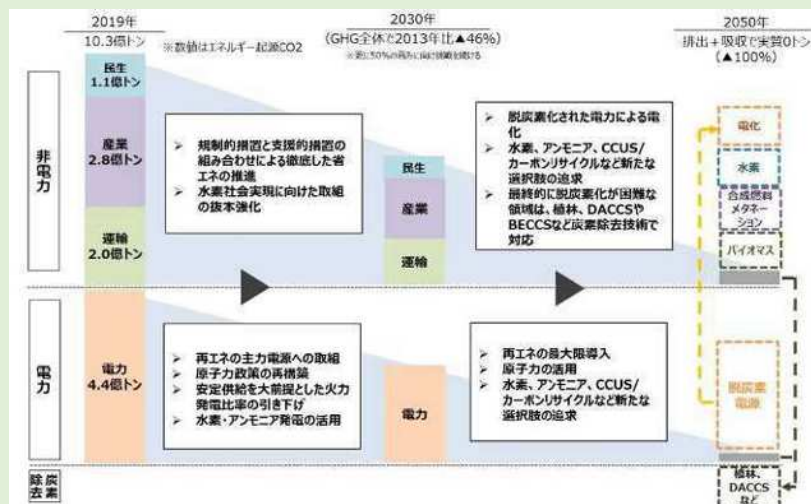 2019年
10.3億トン
※数値はエネルギー起源CO2
2030年
(GHG全体で2013年比▲46%)
※更に50%の高みに向け挑戦を続ける
2050年
排出+吸収で実質0トン
(▲100%)
非電力
民生
1.1億トン
産業
2.8億トン
運輸
2.0億トン
➢ 規制的措置と支援的措置の
組み合わせによる徹底した省
エネの推進
➢ 水素社会実現に向けた取組
の抜本強化
民生
産業
運輸
➢ 脱炭素化された電力による電
化
➢ 水素、アンモニア、CCUS/
カーボンリサイクルなど新たな
選択肢の追求
➢ 最終的に脱炭素化が困難な
領域は、植林、DACCSや
BECCSなど炭素除去技術で
対応
電化
水素
合成燃料
メタネー
ション
バイオマス
電力
電力
4.4億トン
➢ 再エネの主力電源への取組
➢ 原子力政策の再構築
➢ 安定供給を大前提とした火力
発電比率の引き下げ
➢ 水素・アンモニア発電の活用
電力
➢ 再エネの最大限導入
➢ 原子力の活用
➢ 水素、アンモニア、CCUS/
カーボンリサイクルなど新たな
選択肢の追求
脱炭素
電源
炭素除去
植林、
DACCS
など